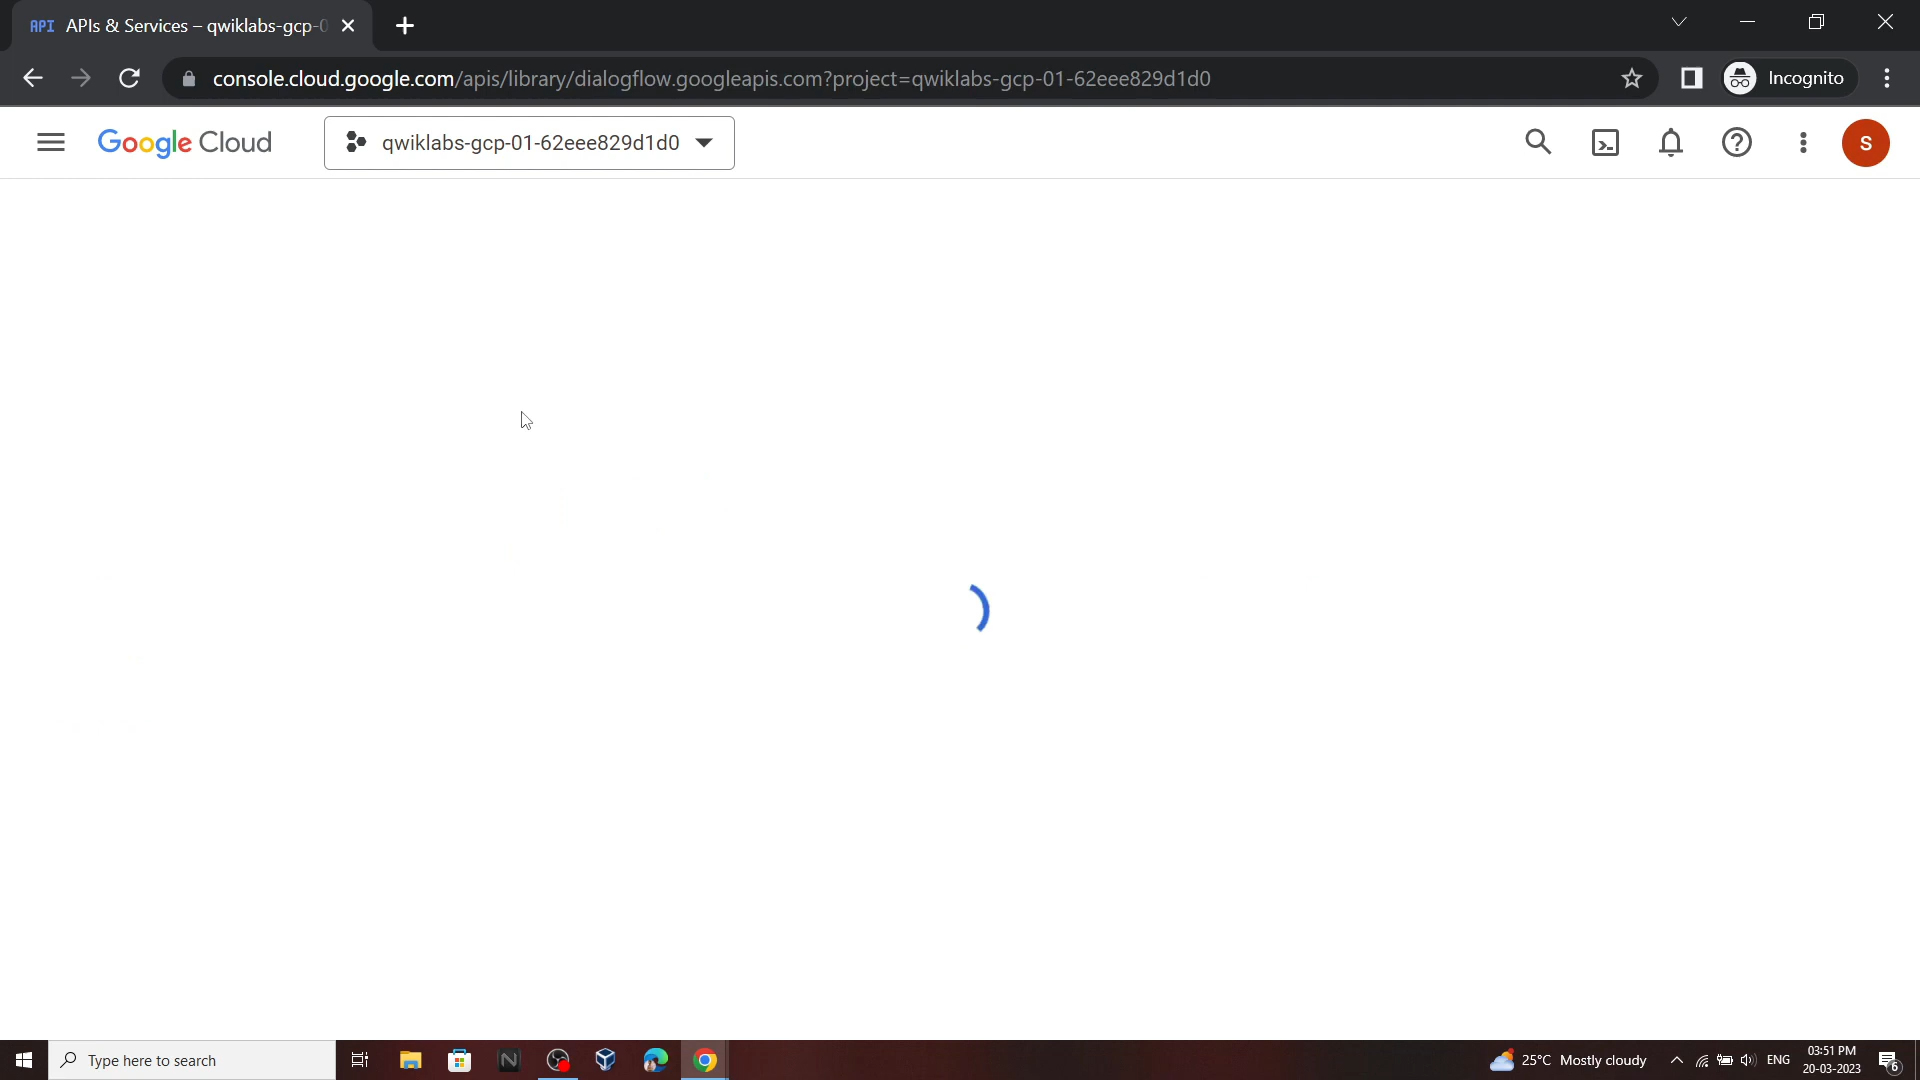 API APIs & Services – qwiklabs-gcp-0
console.cloud.google.com/apis/library/dialogflow.googleapis.com?project=qwiklabs-gcp-01-62eee829d1d0
Incognito
Google Cloud
qwiklabs-gcp-01-62eee829d1d0
S
Type here to search
N
25°C Mostly cloudy
ENG
03:51 PM
20-03-2023
6